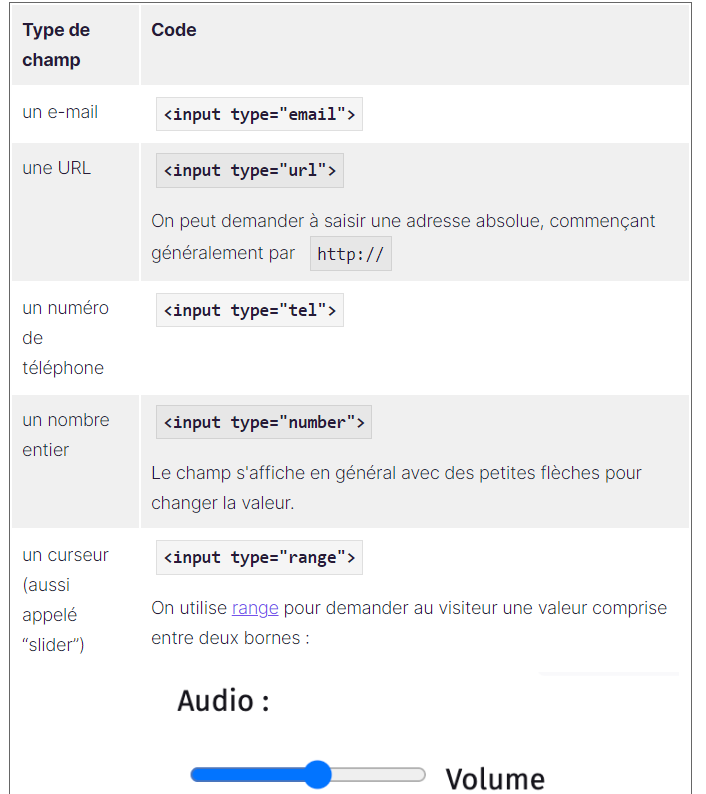 Type de
champ
Code
un e-mail
<input type="email">
une URL
<input type="url">
On peut demander à saisir une adresse absolue, commençant
généralement par http://
un numéro
de
téléphone
<input type="tel">
un nombre
entier
<input type="number">
Le champ s'affiche en général avec des petites flèches pour
changer la valeur.
un curseur
(aussi
appelé
“slider”)
<input type="range">
On utilise range pour demander au visiteur une valeur comprise
entre deux bornes :
Audio :
Volume